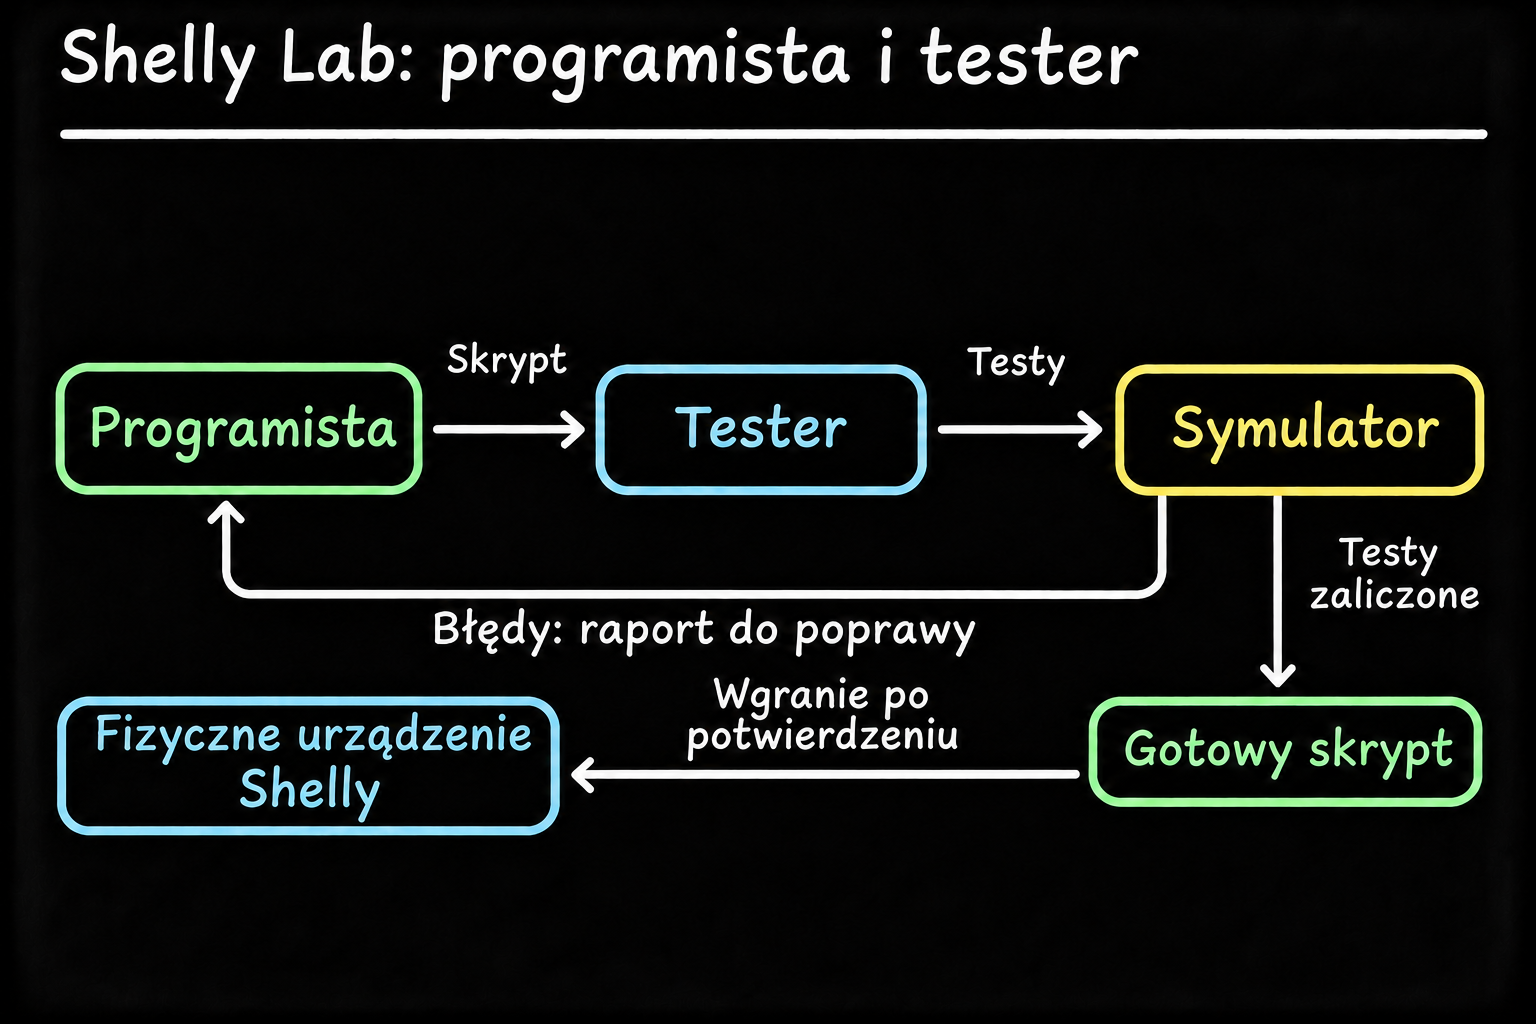 Shelly Lab: programista i tester
Skrypt
Testy
Programista
Tester
Symulator
Testy
zaliczone
Błędy: raport do poprawy
Wgranie po
potwierdzeniu
Fizyczne urządzenie
Shelly
Gotowy skrypt